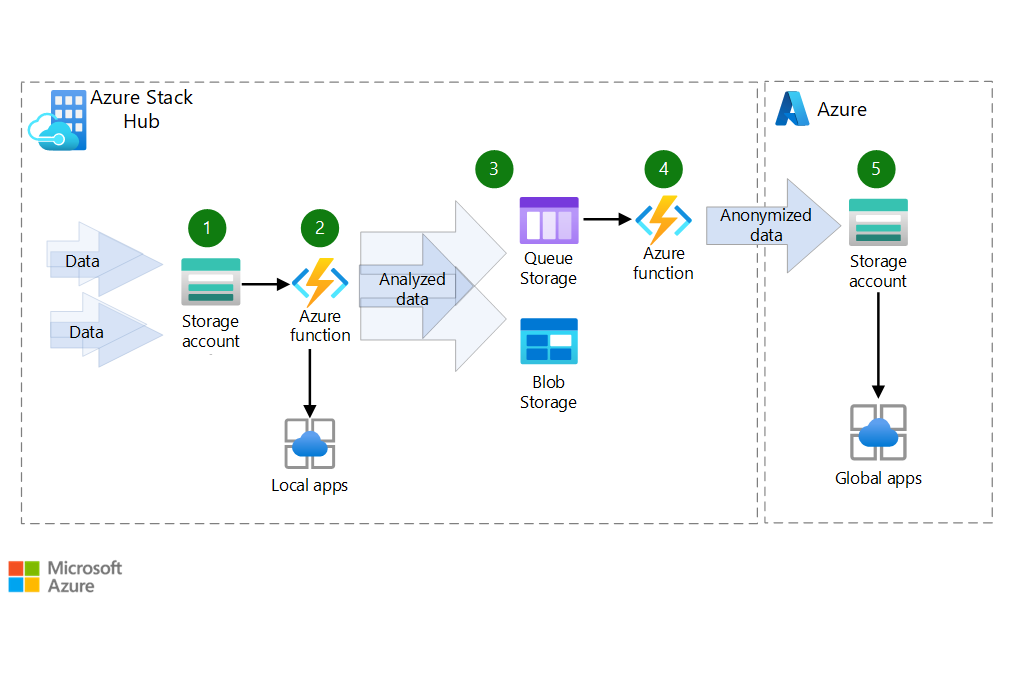 Azure Stack
Hub
Azure
1
2
3
4
5
Data
Data
Storage
account
Azure
function
Analyzed
data
Queue
Storage
Blob
Storage
Azure
function
Anonymized
data
Storage
account
Local apps
Global apps
Microsoft
Azure